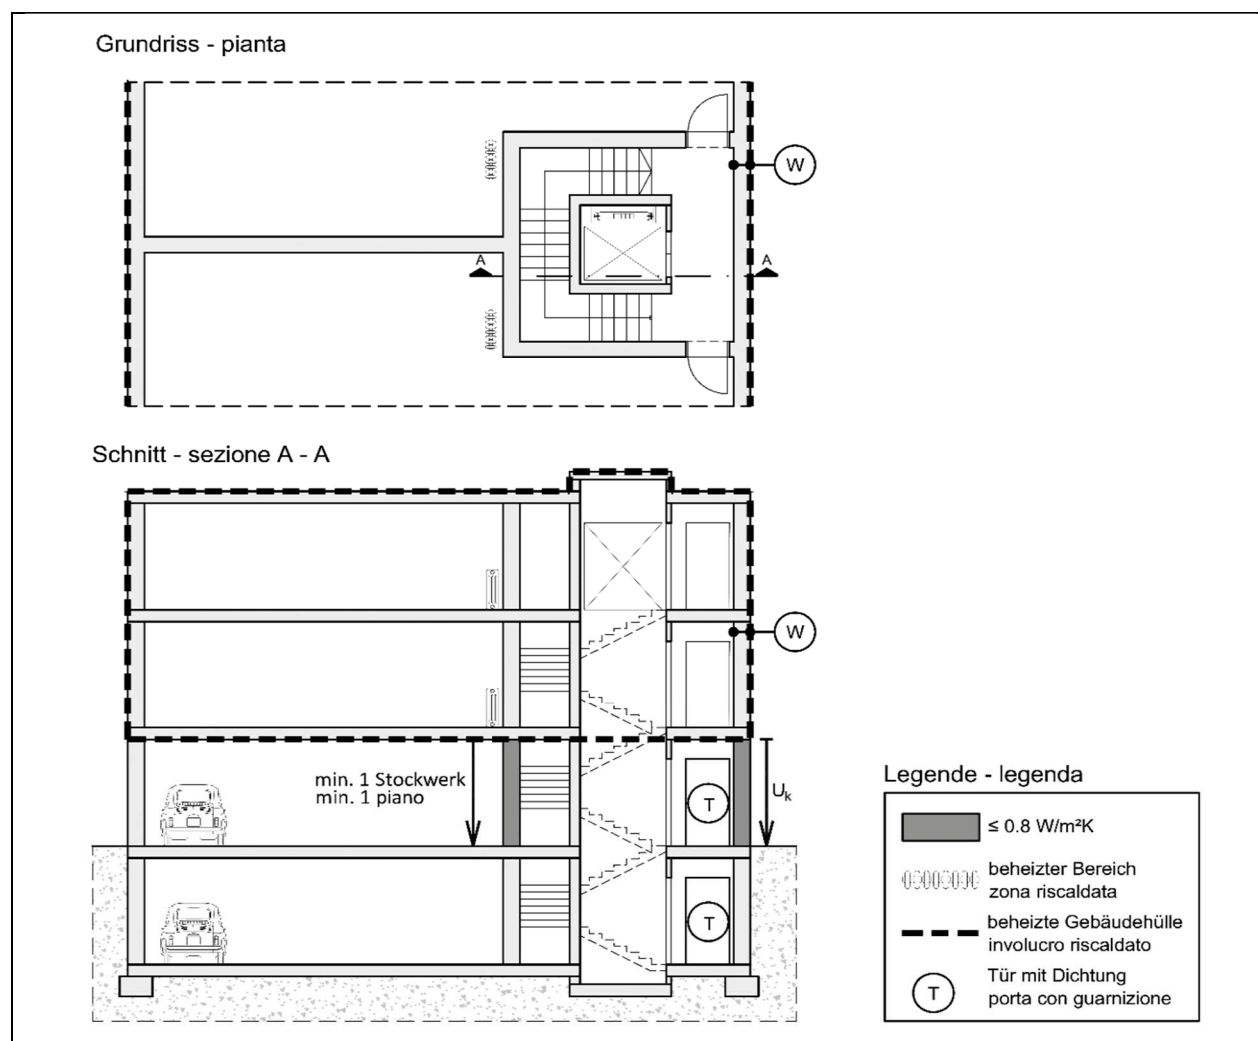 Grundriss - pianta
W
A
A
Schnitt - sezione A - A
W
min. 1 Stockwerk
min. 1 piano
T
Uk
T
Legende - legenda
≤ 0.8 W/m²K
beheizter Bereich
zona riscaldata
beheizte Gebäudehülle
involucro riscaldato
T
Tür mit Dichtung
porta con guarnizione